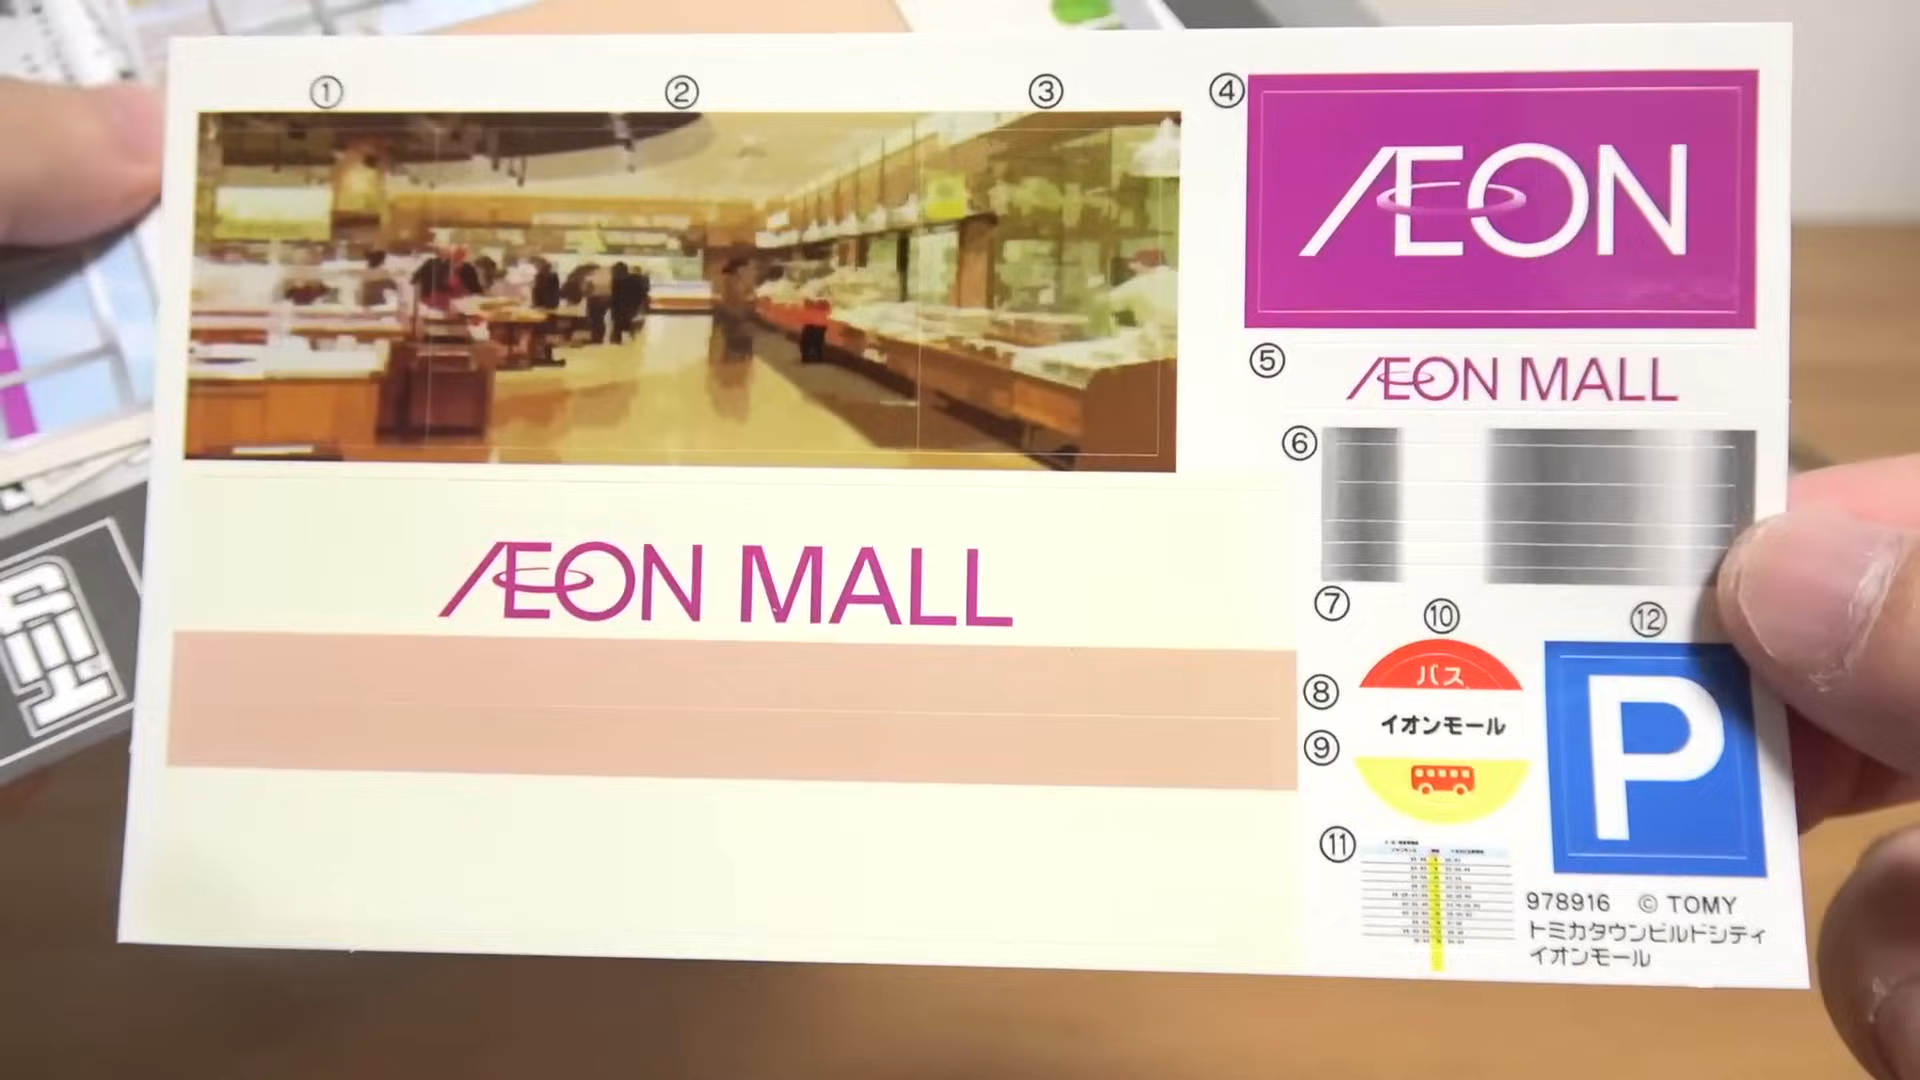 ① ② ③ ④
ÆON
⑤ ÆON MALL
⑥
ÆON MALL
⑦ ⑩ ⑫
バス
⑧ イオンモール
⑨
P
⑪
978916 © TOMY
トミカタウンビルドシティ
イオンモール